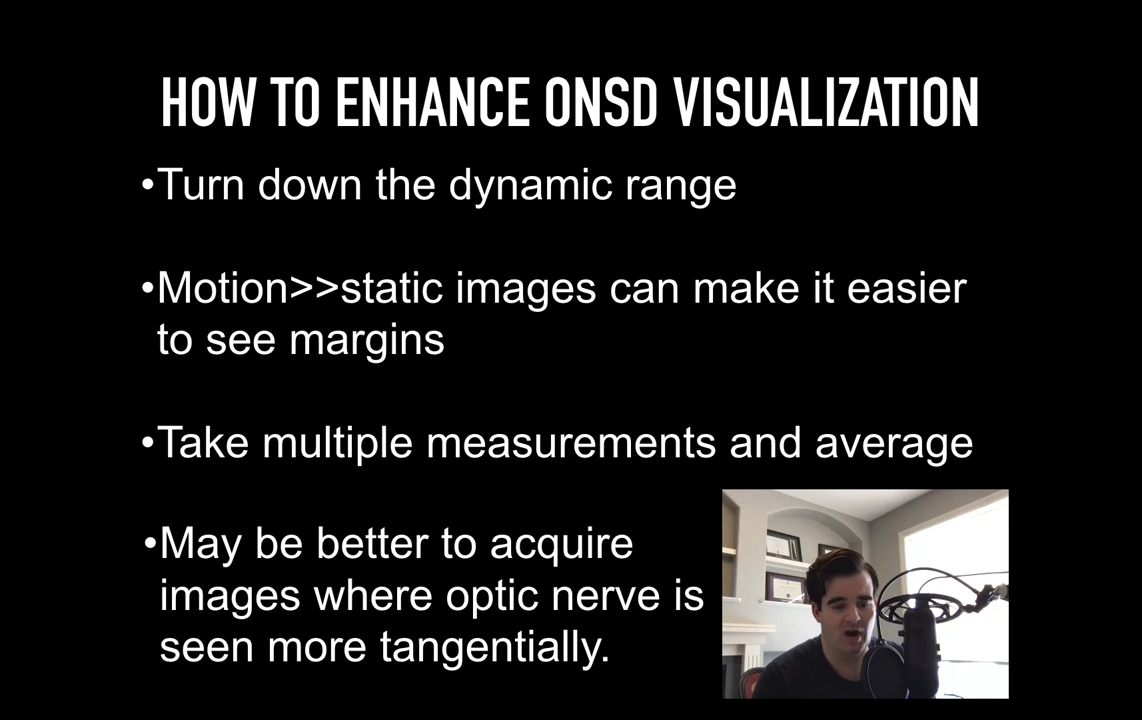 HOW TO ENHANCE ONSD VISUALIZATION
•Turn down the dynamic range
•Motion>>static images can make it easier
to see margins
•Take multiple measurements and average
•May be better to acquire
images where optic nerve is
seen more tangentially.